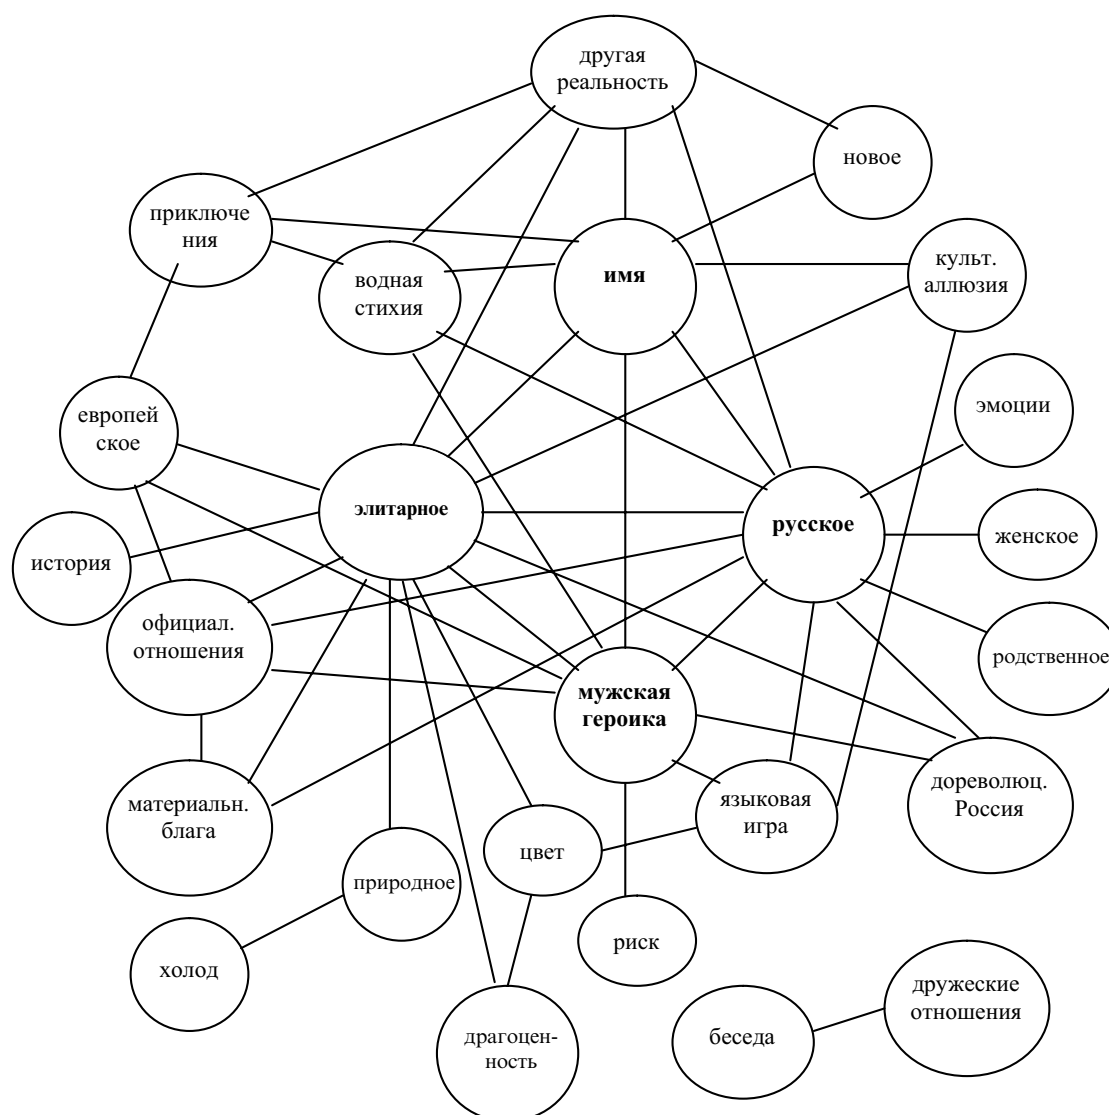 другая
реальность
новое
приключе
ния
водная
стихия
имя
культ.
аллюзия
европей
ское
эмоции
элитарное
русское
женское
история
официал.
отношения
родственное
мужская
героика
материальн.
блага
цвет
языковая
игра
дореволюц.
Россия
природное
холод
риск
драгоцен-
ность
беседа
дружеские
отношения